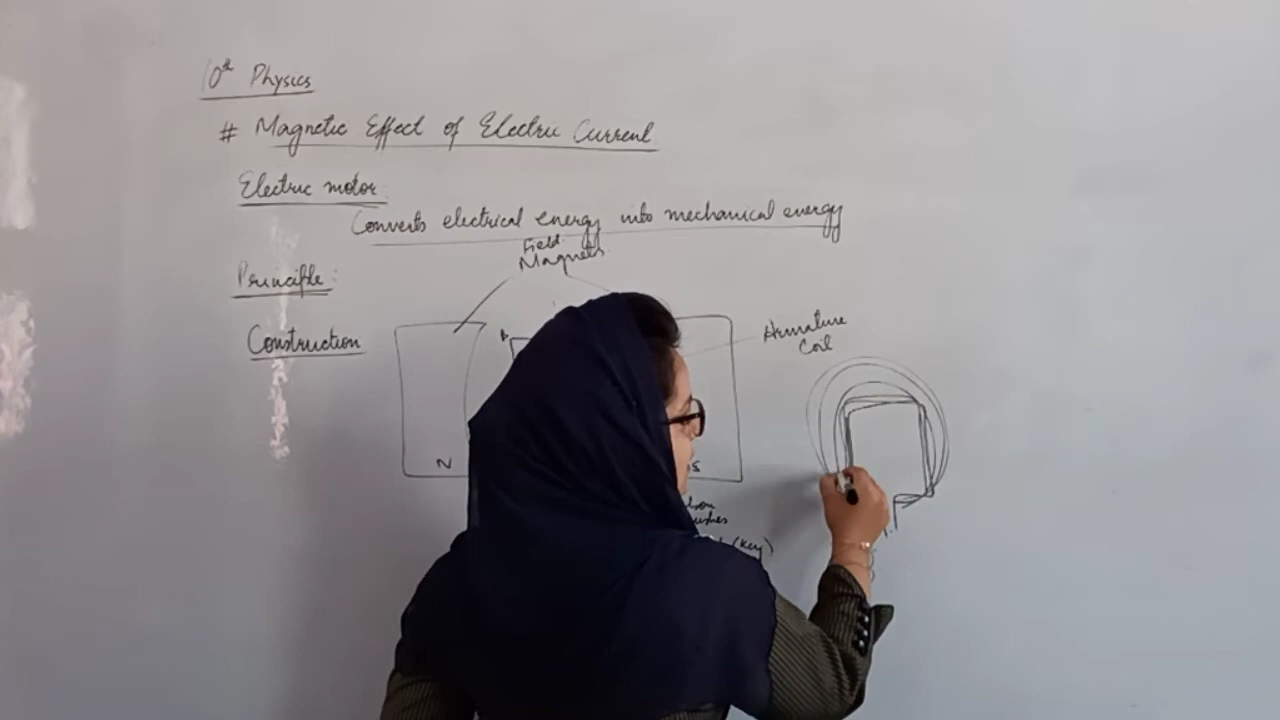 10th Physics
# Magnetic Effect of Electric Current
Electric motor:
Converts electrical energy into mechanical energy
Field
Magnets
Principle:
Construction
Armature
Coil
N
S
(Key)